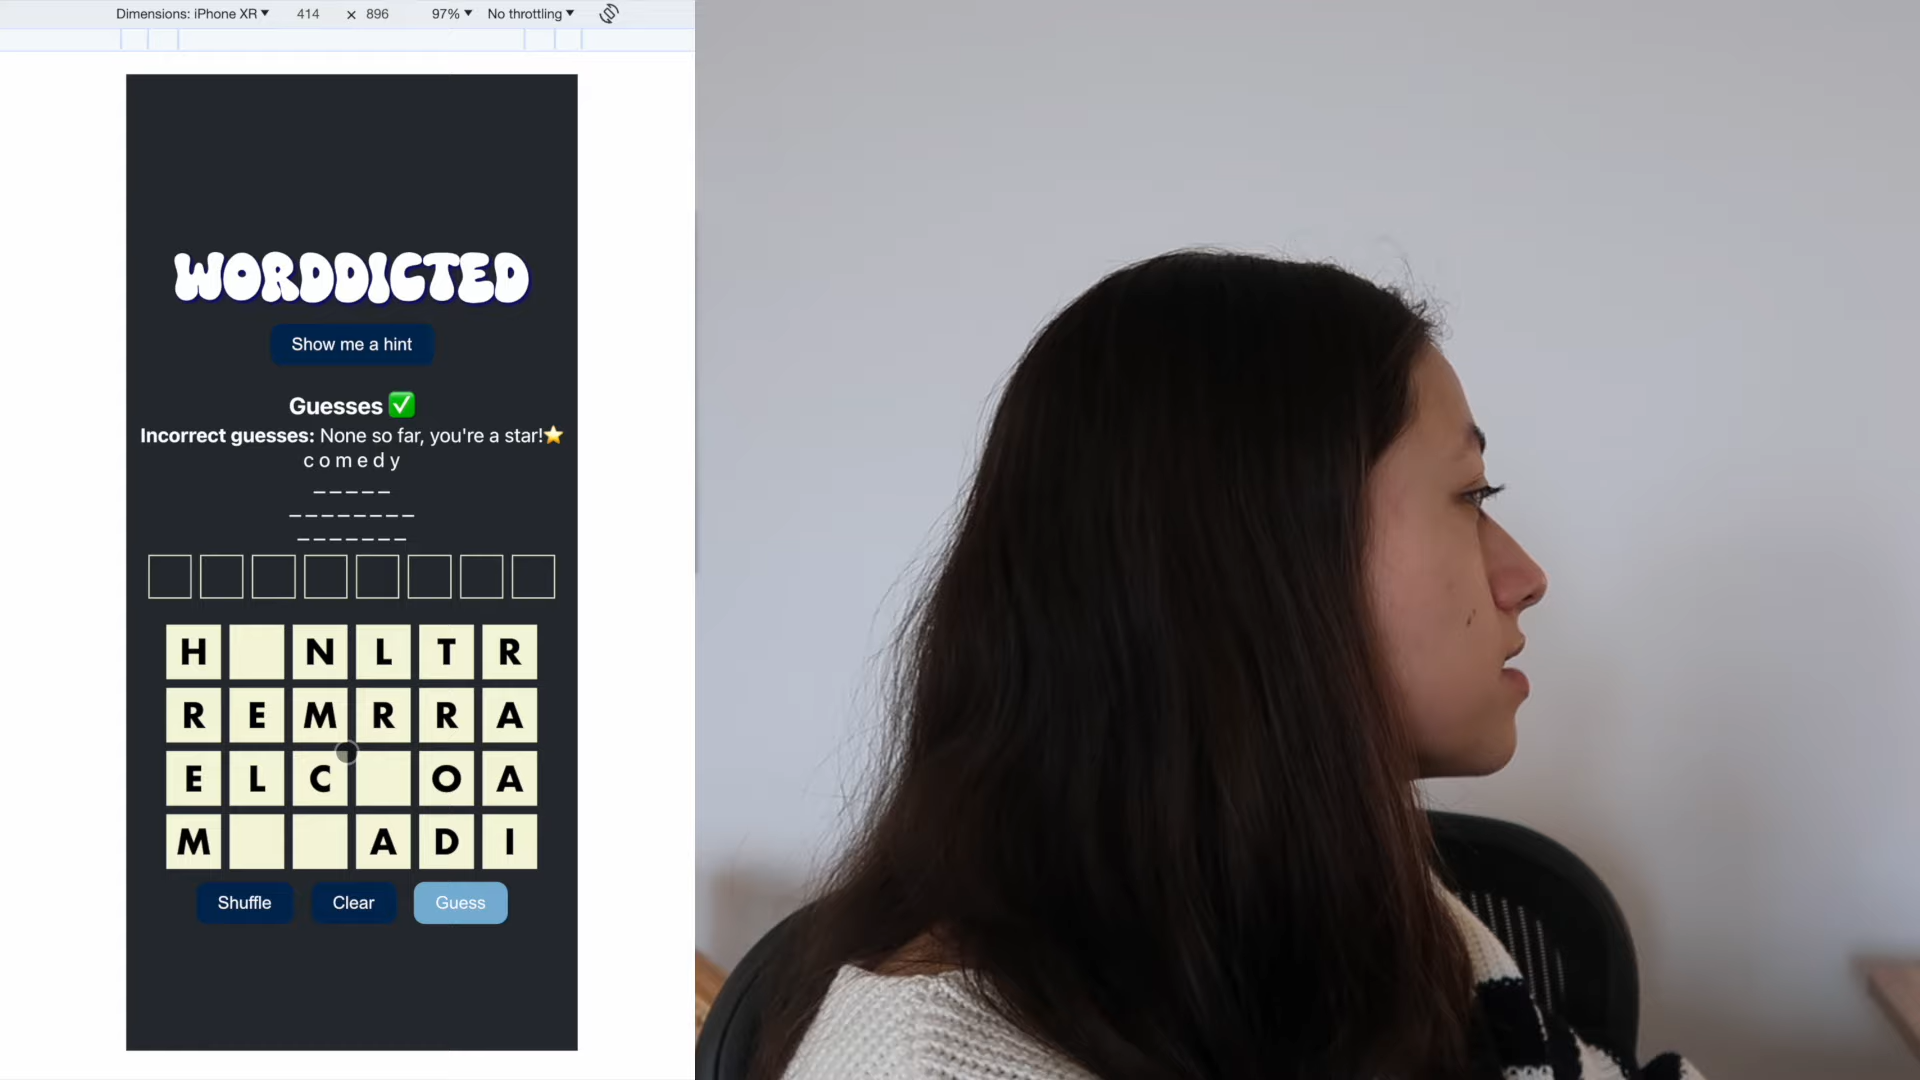 Dimensions: iPhone XR ▼ 414 × 896 97% ▼ No throttling ▼
WORDDICTED
Show me a hint
Guesses ✅
Incorrect guesses: None so far, you're a star!⭐
c o m e d y
_ _ _ _ _
_ _ _ _ _ _ _ _
_ _ _ _ _ _ _
H N L T R
R E M R R A
E L C O A
M A D I
Shuffle Clear Guess